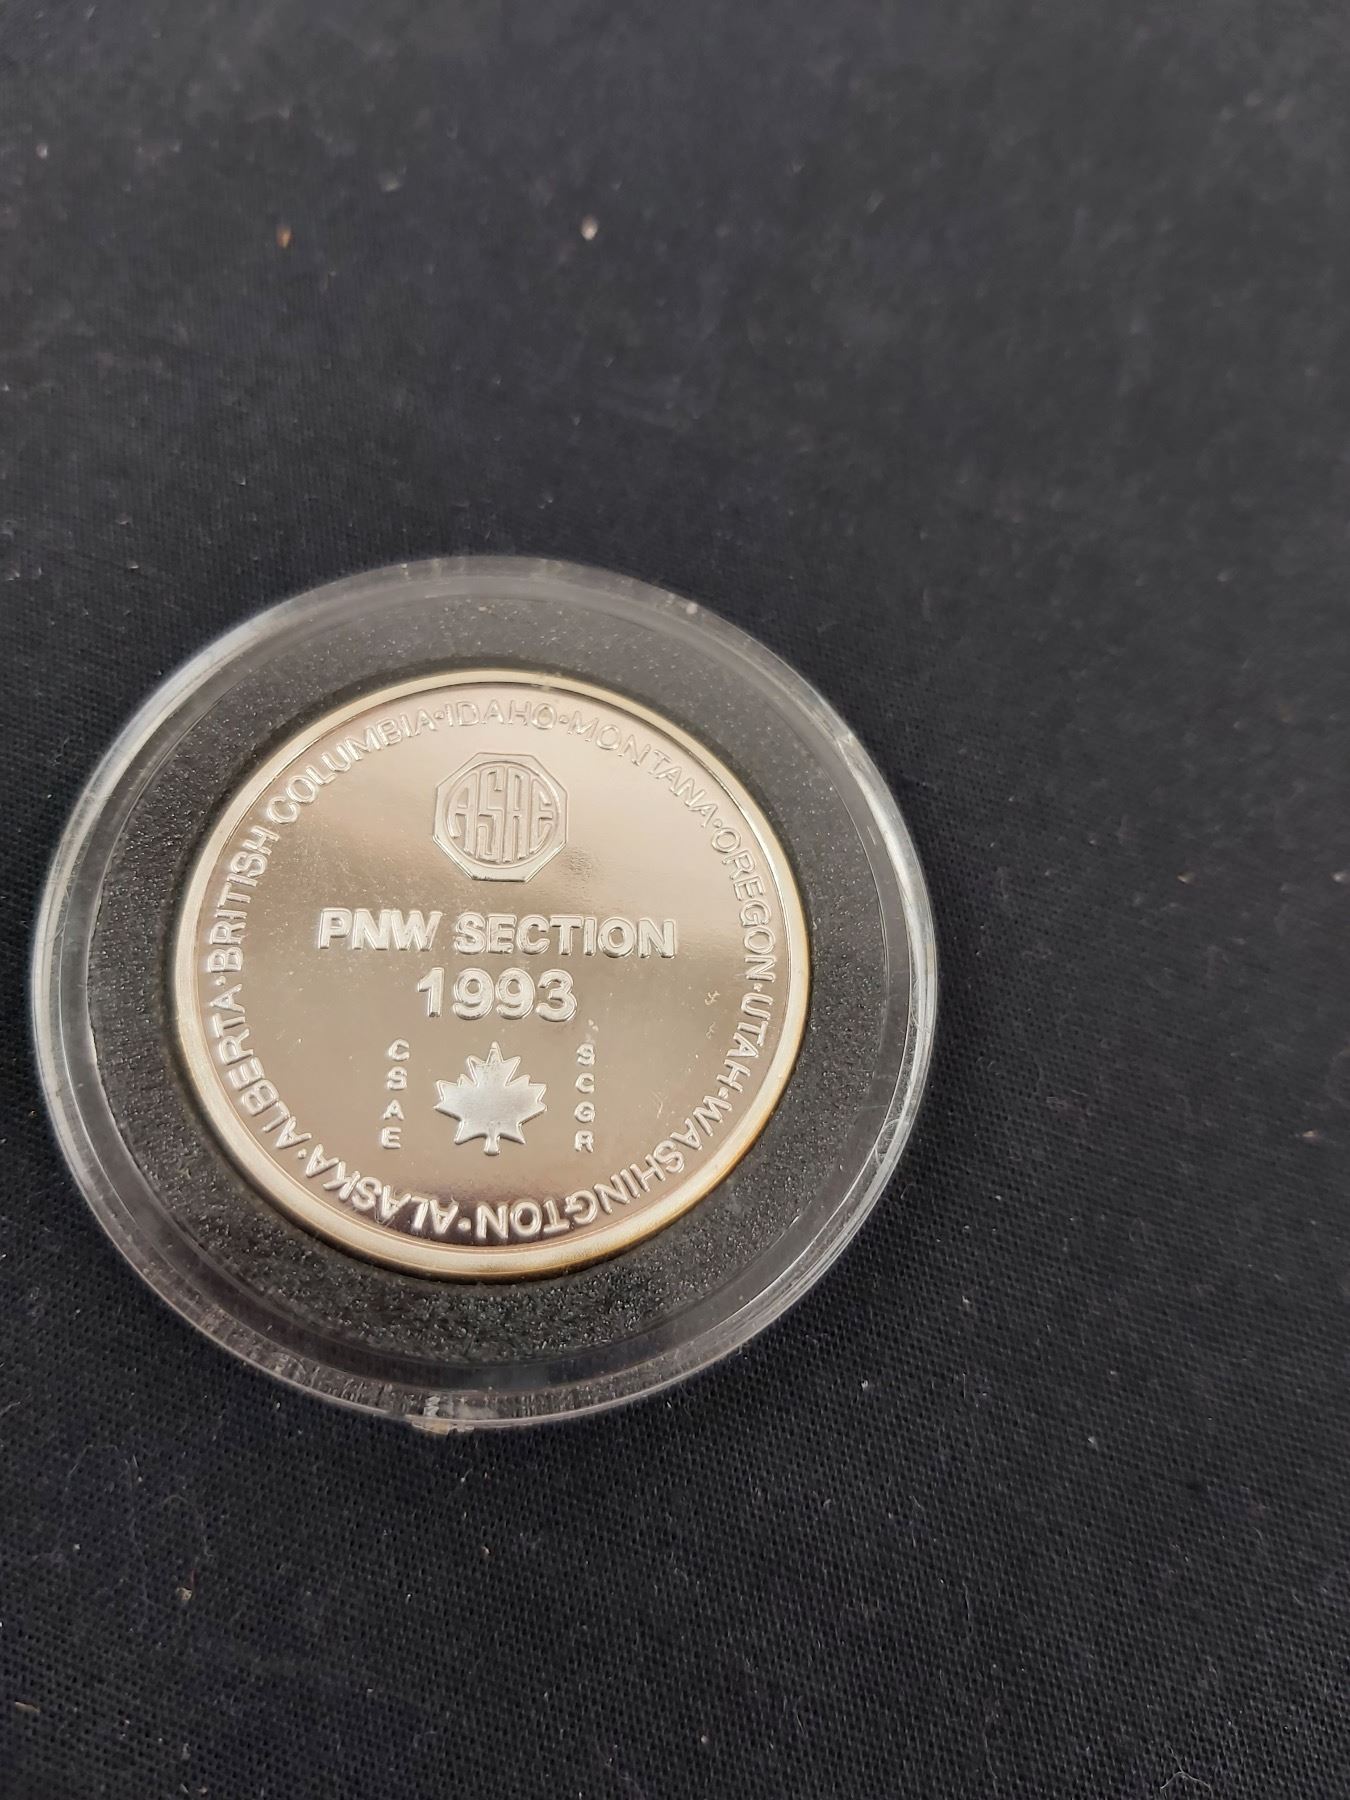 ALASKA·ALBERTA·BRITISH COLUMBIA·IDAHO·MONTANA·OREGON·UTAH·WASHINGTON·
ASAE
PNW SECTION
1993
CSAE
SCGR